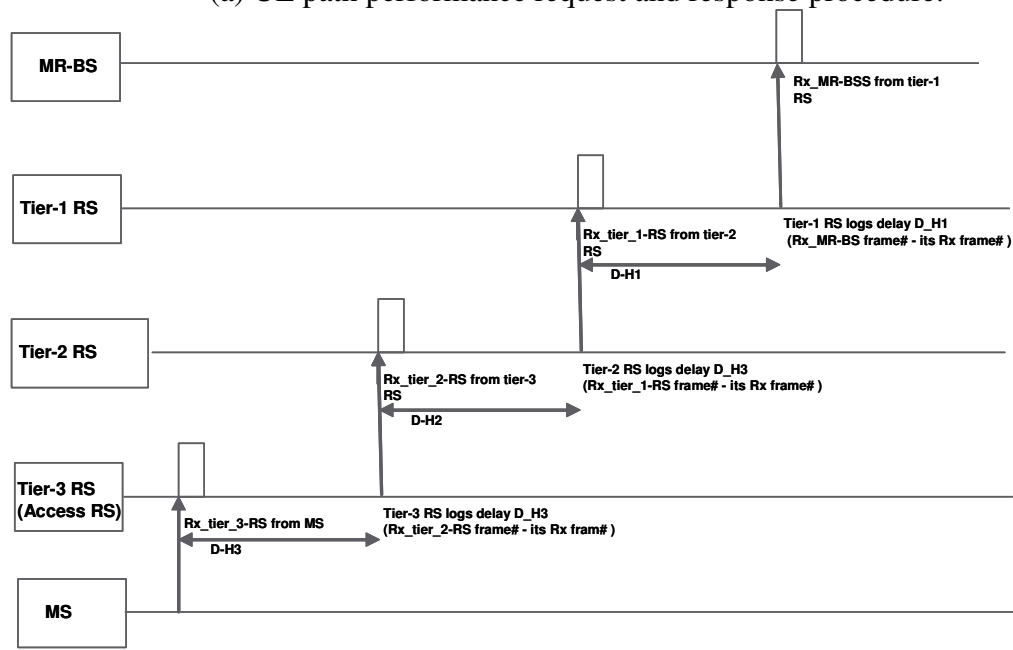 (a) UL path performance request and response procedure.
MR-BS
Rx_MR-BSS from tier-1
RS
Tier-1 RS
Tier-1 RS logs delay D_H1
(Rx_MR-BS frame# - its Rx frame# )
Rx_tier_1-RS from tier-2
RS
D-H1
Tier-2 RS
Tier-2 RS logs delay D_H3
(Rx_tier_1-RS frame# - its Rx frame# )
Rx_tier_2-RS from tier-3
RS
D-H2
Tier-3 RS
(Access RS)
Tier-3 RS logs delay D_H3
(Rx_tier_2-RS frame# - its Rx fram# )
Rx_tier_3-RS from MS
D-H3
MS